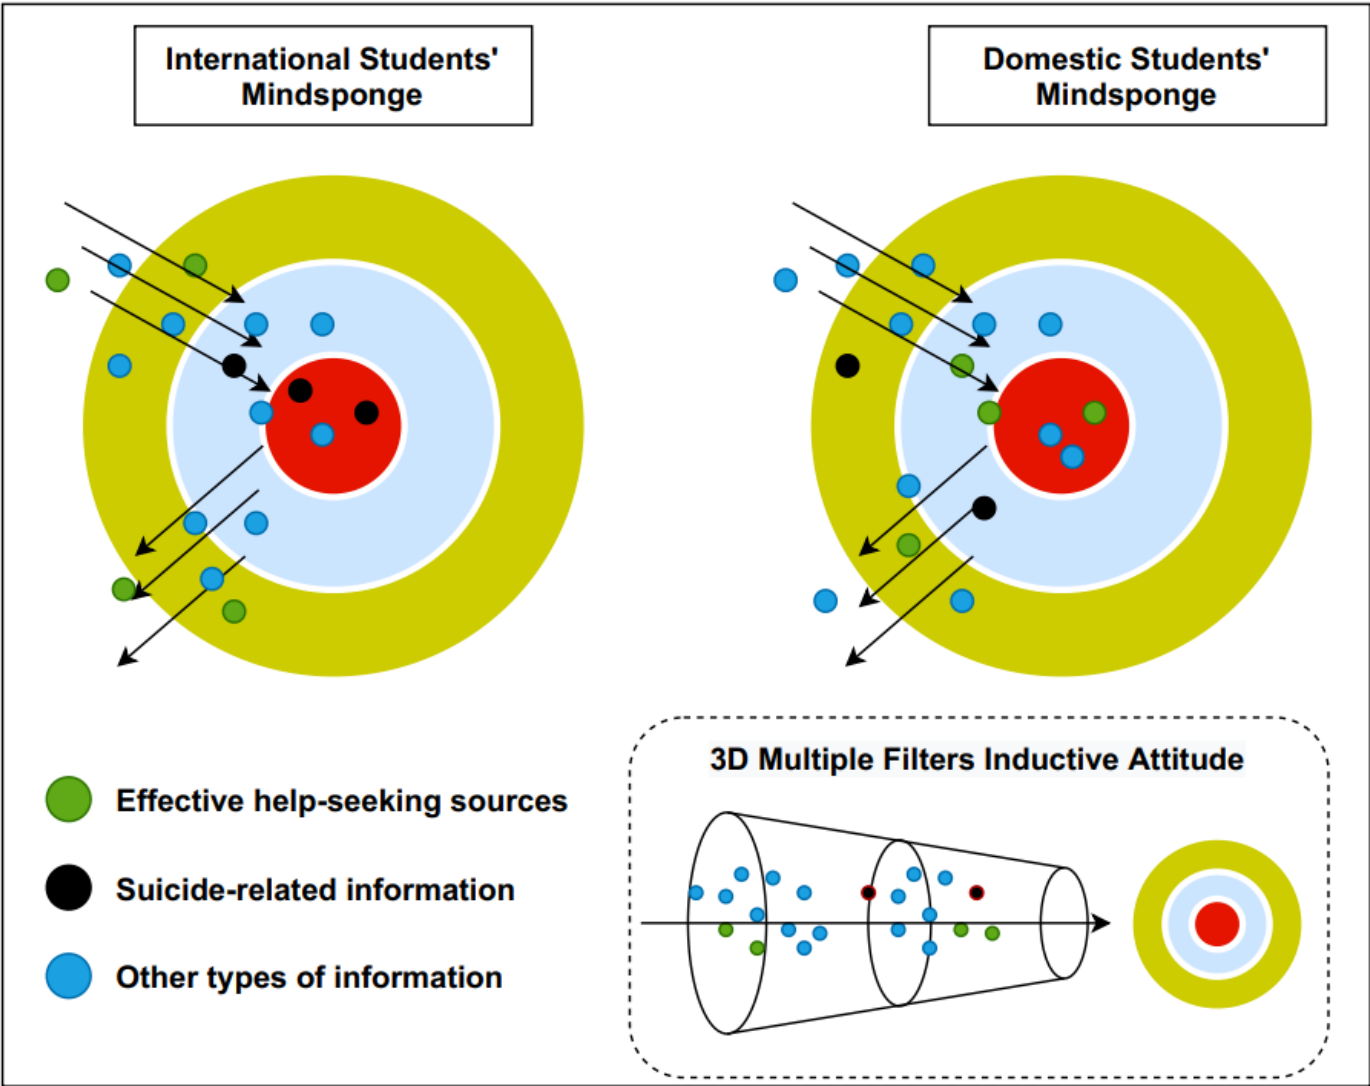 International Students'
Mindsponge
Domestic Students'
Mindsponge
Effective help-seeking sources
Suicide-related information
Other types of information
3D Multiple Filters Inductive Attitude